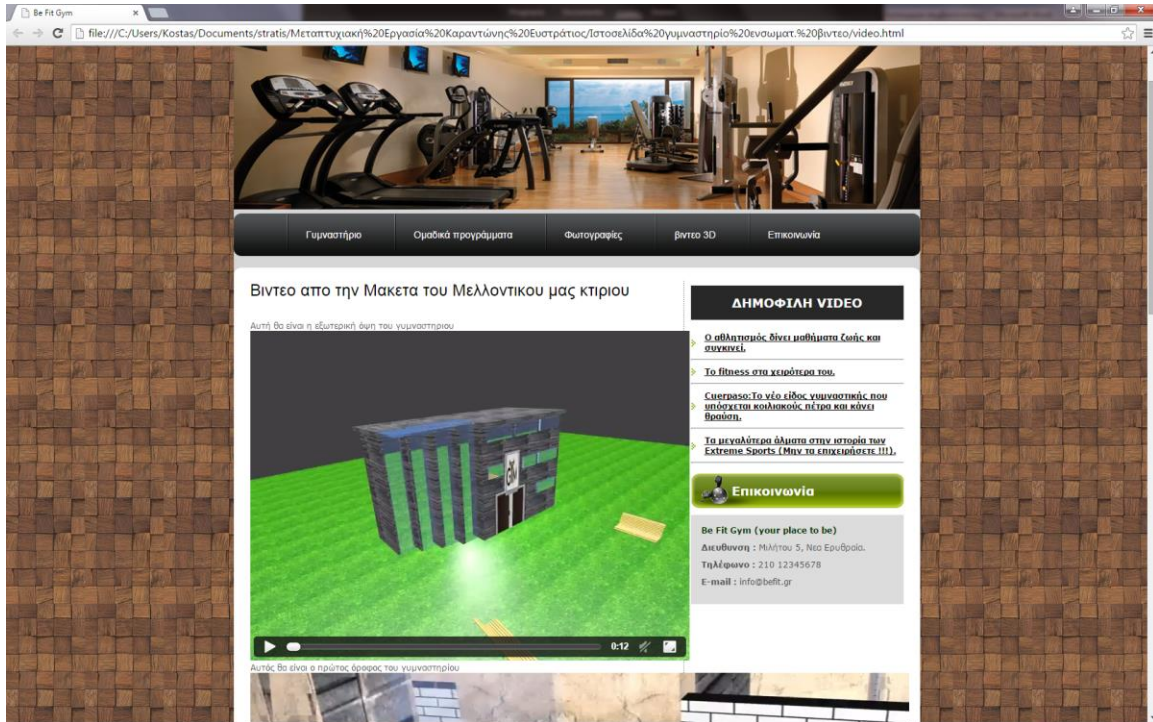 Be Fit Gym
file:///C:/Users/Kostas/Documents/stratis/Μεταπτυχιακή%20Εργασία%20Καραντώνης%20Ευστράτιος/Ιστοσελίδα%20γυμναστηρίο%20ενσωματ.%20βιντεο/video.html
Γυμναστήριο Ομαδικά προγράμματα Φωτογραφίες βιντεο 3D Επικοινωνία
Βιντεο απο την Μακετα του Μελλοντικου μας κτιριου
Αυτή θα είναι η εξωτερική όψη του γυμναστηριου
GYM
0:12
Αυτός θα είναι ο πρώτος όροφος του γυμναστηρίου
ΔΗΜΟΦΙΛΗ VIDEO
Ο αθλητισμός δίνει μαθήματα ζωής και
συγκινεί.
Το fitness στα χειρότερα του.
Cuerpaso:Το νέο είδος γυμναστικής που
υπόσχεται κοιλιακούς πέτρα και κάνει
θραύση.
Τα μεγαλύτερα άλματα στην ιστορία των
Extreme Sports (Μην τα επιχειρήσετε !!!).
Επικοινωνία
Be Fit Gym (your place to be)
Διευθυνση : Μιλήτου 5, Νεα Ερυθραία.
Τηλέφωνο : 210 12345678
E-mail : info@befit.gr